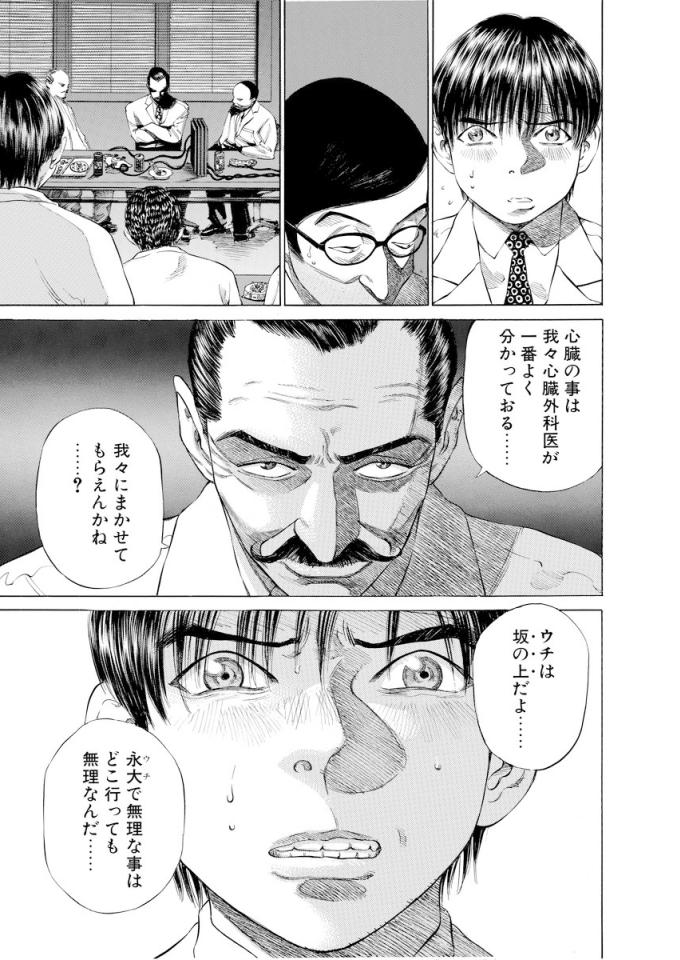 心臓の事は
我々心臓外科医が
一番よく
分かっておる……
我々にまかせて
もらえんかね
……?
ウチは
坂の上だよ……
永大で無理な事は
ウチ
どこ行っても
無理なんだ……